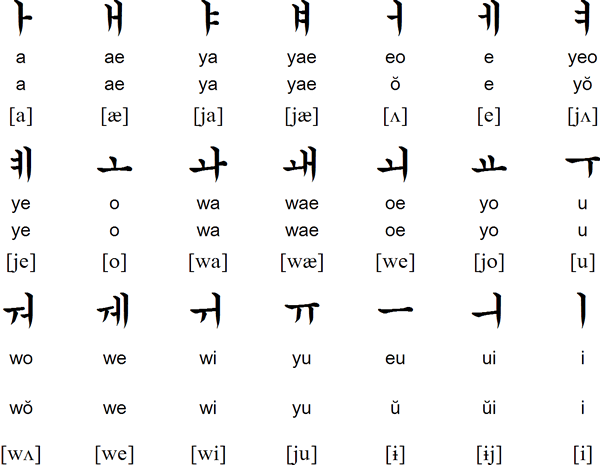 ㅏ ㅐ ㅑ ㅒ ㅓ ㅔ ㅕ
a ae ya yae eo e yeo
a ae ya yae ŏ e yŏ
[a] [æ] [ja] [jæ] [ʌ] [e] [jʌ]
ㅖ ㅗ ㅘ ㅙ ㅚ ㅛ ㅜ
ye o wa wae oe yo u
ye o wa wae oe yo u
[je] [o] [wa] [wæ] [we] [jo] [u]
ㅝ ㅞ ㅟ ㅠ ㅡ ㅢ ㅣ
wo we wi yu eu ui i
wŏ we wi yu ŭ ŭi i
[wʌ] [we] [wi] [ju] [ɨ] [ɨj] [i]